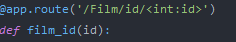 @app.route('/Film/id/<int:id>')
def film_id(id):